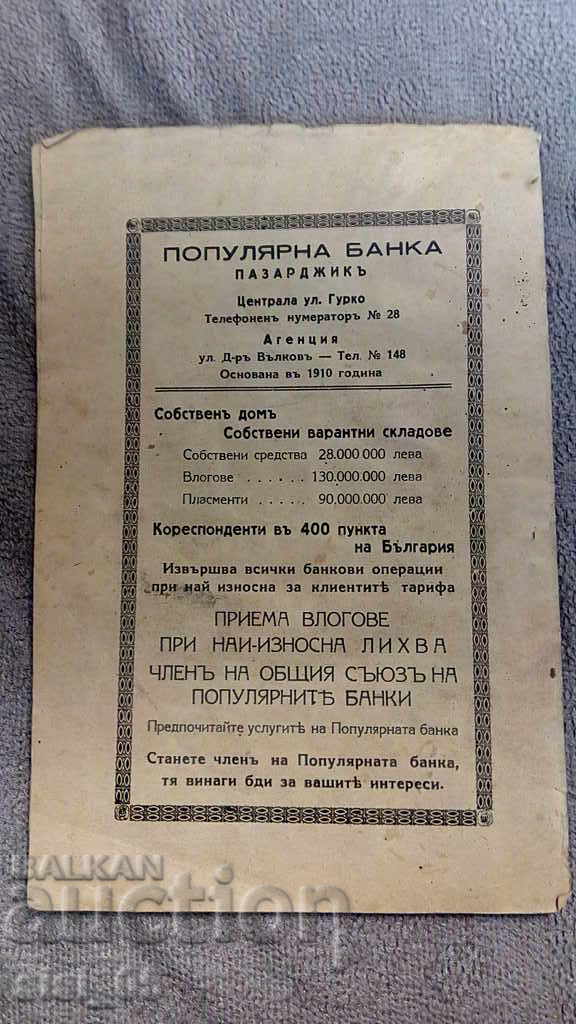 ПОПУЛЯРНА БАНКА
ПАЗАРДЖИКЪ
Централа ул. Гурко
Телефоненъ нумераторъ № 28
Агенция
ул. Д-ръ Вълковъ — Тел. № 148
Основана въ 1910 година
Собственъ домъ
Собствени варантни складове
Собствени средства 28.000 000 лева
Влогове . . . . . . 130.000.000 лева
Пласменти . . . . . 90.000.000 лева
Кореспонденти въ 400 пункта
на България
Извършва всички банкови операции
при най износна за клиентитѣ тарифа
ПРИЕМА ВЛОГОВЕ
ПРИ НАИ-ИЗНОСНА ЛИХВА
ЧЛЕНЪ НА ОБЩИЯ СЪЮЗЪ НА
ПОПУЛЯРНИТѢ БАНКИ
Предпочитайте услугитѣ на Популярната банка
Станете членъ на Популярната банка,
тя винаги бди за вашитѣ интереси.
BALKAN
auction